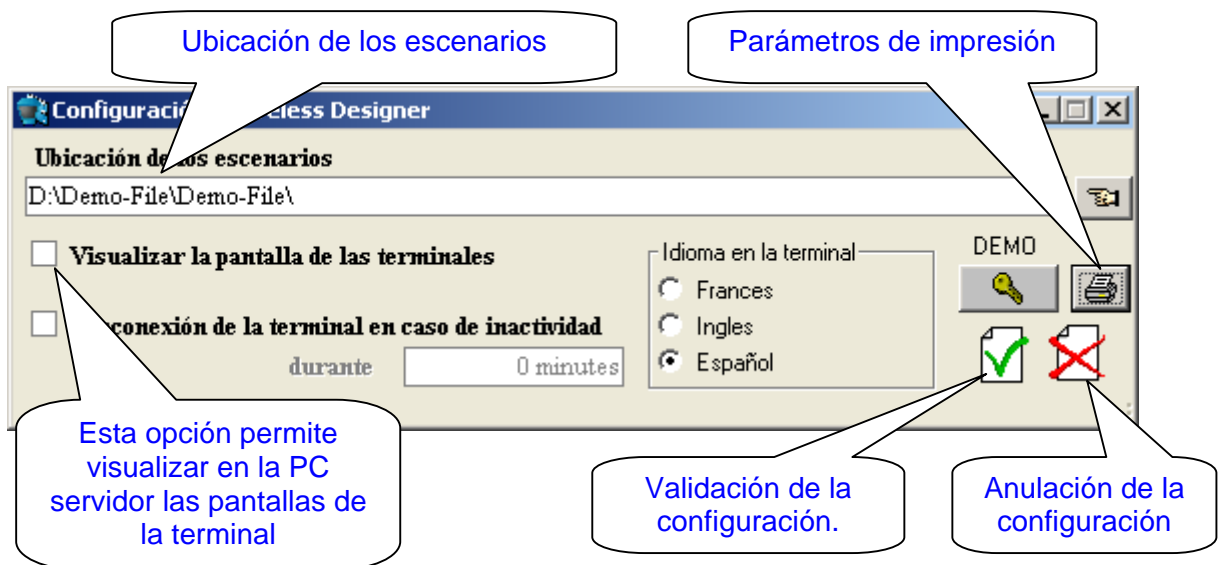 Ubicación de los escenarios
Parámetros de impresión
Configuraci eless Designer
Ubicación de los escenarios
D:\Demo-File\Demo-File\
Visualizar la pantalla de las terminales
conexión de la terminal en caso de inactividad
durante 0 minutes
Idioma en la terminal
Frances
Ingles
Español
DEMO
Esta opción permite
visualizar en la PC
servidor las pantallas de
la terminal
Validación de la
configuración.
Anulación de la
configuración